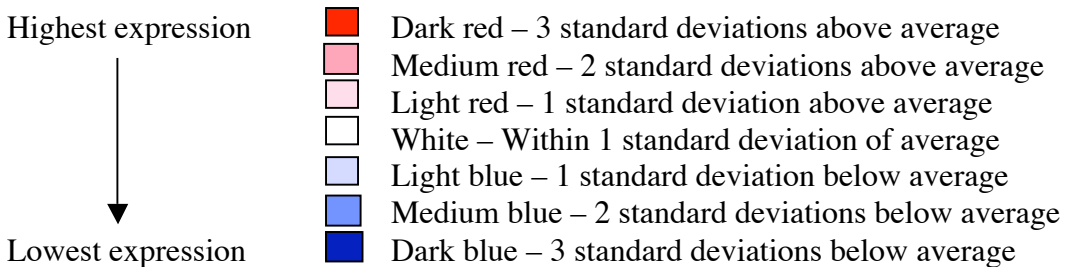 Highest expression Dark red – 3 standard deviations above average
Medium red – 2 standard deviations above average
Light red – 1 standard deviation above average
White – Within 1 standard deviation of average
Light blue – 1 standard deviation below average
Medium blue – 2 standard deviations below average
Lowest expression Dark blue – 3 standard deviations below average